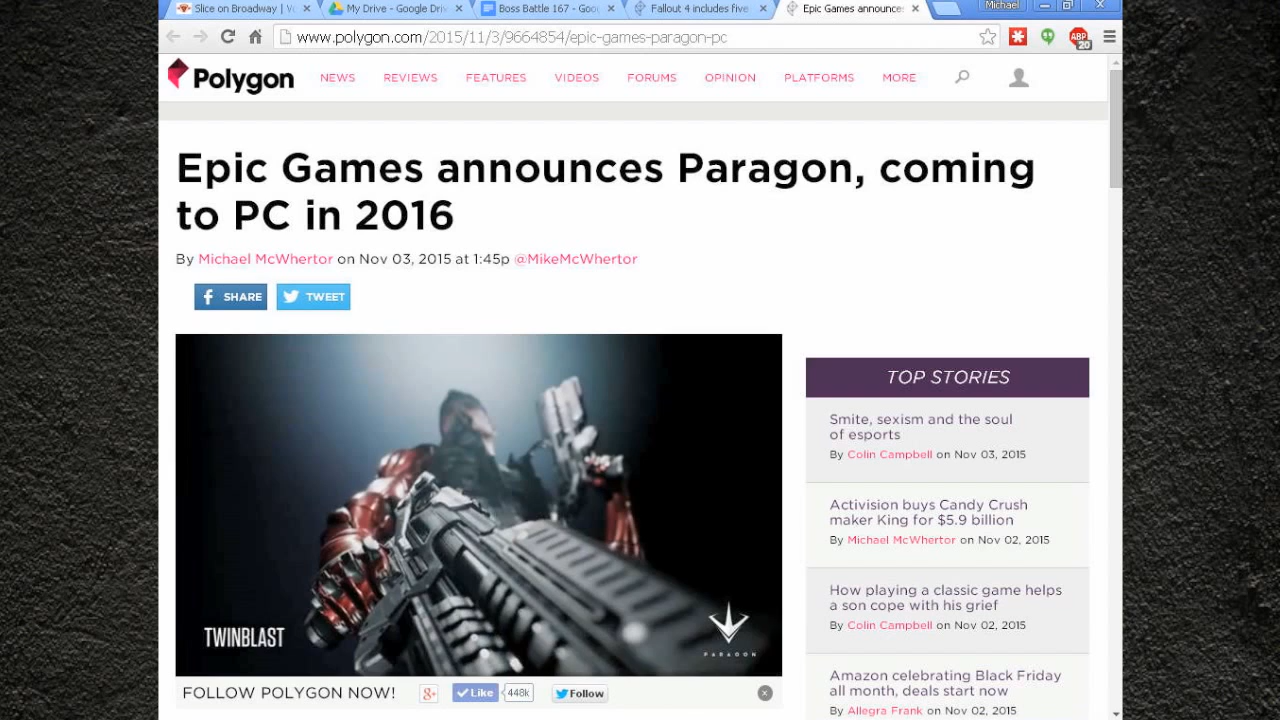 Slice on Broadway | Yo
My Drive - Google Dri
Boss Battle 167 - Goo
Fallout 4 includes five
Epic Games announce
Michael
www.polygon.com/2015/11/3/9664854/epic-games-paragon-pc
ABP
20
Polygon
NEWS
REVIEWS
FEATURES
VIDEOS
FORUMS
OPINION
PLATFORMS
MORE
Epic Games announces Paragon, coming
to PC in 2016
By Michael McWhertor on Nov 03, 2015 at 1:45p @MikeMcWhertor
SHARE
TWEET
TWINBLAST
PARAGON
FOLLOW POLYGON NOW!
g+
Like
448k
Follow
TOP STORIES
Smite, sexism and the soul
of esports
By Colin Campbell on Nov 03, 2015
Activision buys Candy Crush
maker King for $5.9 billion
By Michael McWhertor on Nov 02, 2015
How playing a classic game helps
a son cope with his grief
By Colin Campbell on Nov 02, 2015
Amazon celebrating Black Friday
all month, deals start now
By Allegra Frank on Nov 02, 2015